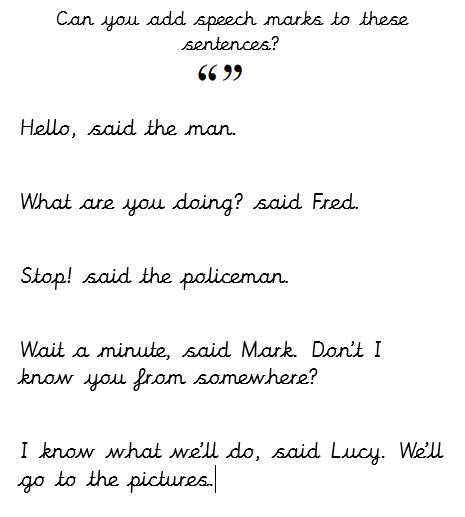 Can you add speech marks to these
sentences?
“ ”
Hello, said the man.
What are you doing? said Fred.
Stop! said the policeman.
Wait a minute, said Mark. Don't I
know you from somewhere?
I know what we'll do, said Lucy. We'll
go to the pictures.